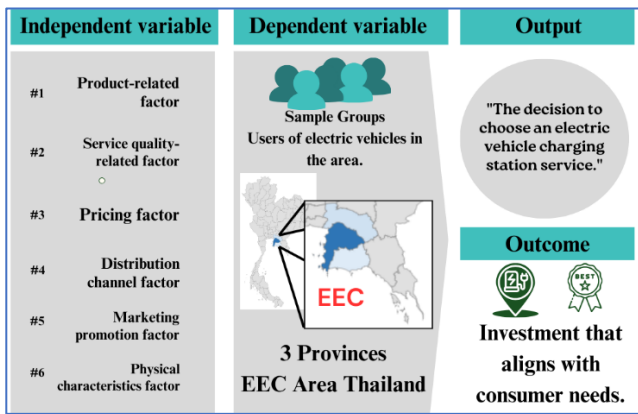 Independent variable
#1 Product-related
factor
#2 Service quality-
related factor
#3 Pricing factor
#4 Distribution
channel factor
#5 Marketing
promotion factor
#6 Physical
characteristics factor
Dependent variable
Sample Groups
Users of electric vehicles in
the area.
EEC
3 Provinces
EEC Area Thailand
Output
"The decision to
choose an electric
vehicle charging
station service."
Outcome
BEST
Investment that
aligns with
consumer needs.